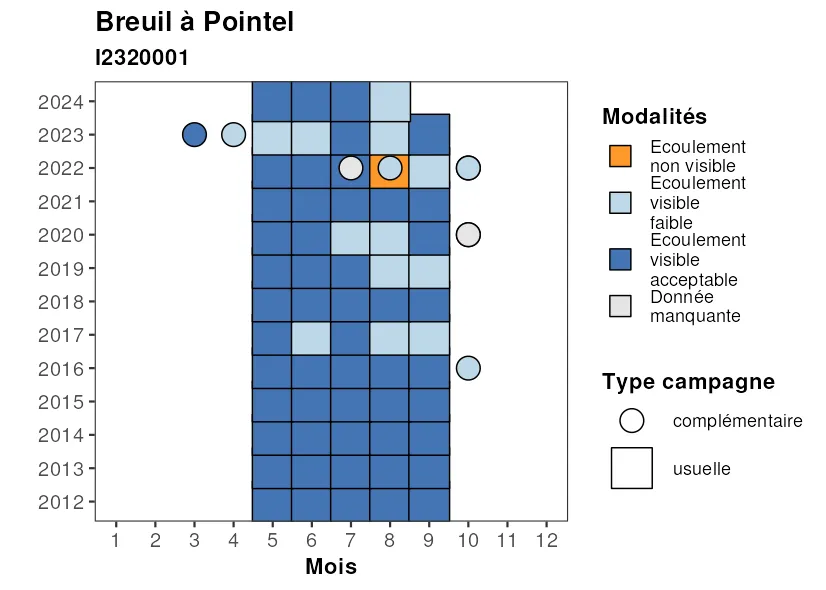 Breuil à Pointel
I2320001
2024
2023
2022
2021
2020
2019
2018
2017
2016
2015
2014
2013
2012
1 2 3 4 5 6 7 8 9 10 11 12
Mois
Modalités
Ecoulement
non visible
Ecoulement
visible
faible
Ecoulement
visible
acceptable
Donnée
manquante
Type campagne
complémentaire
usuelle